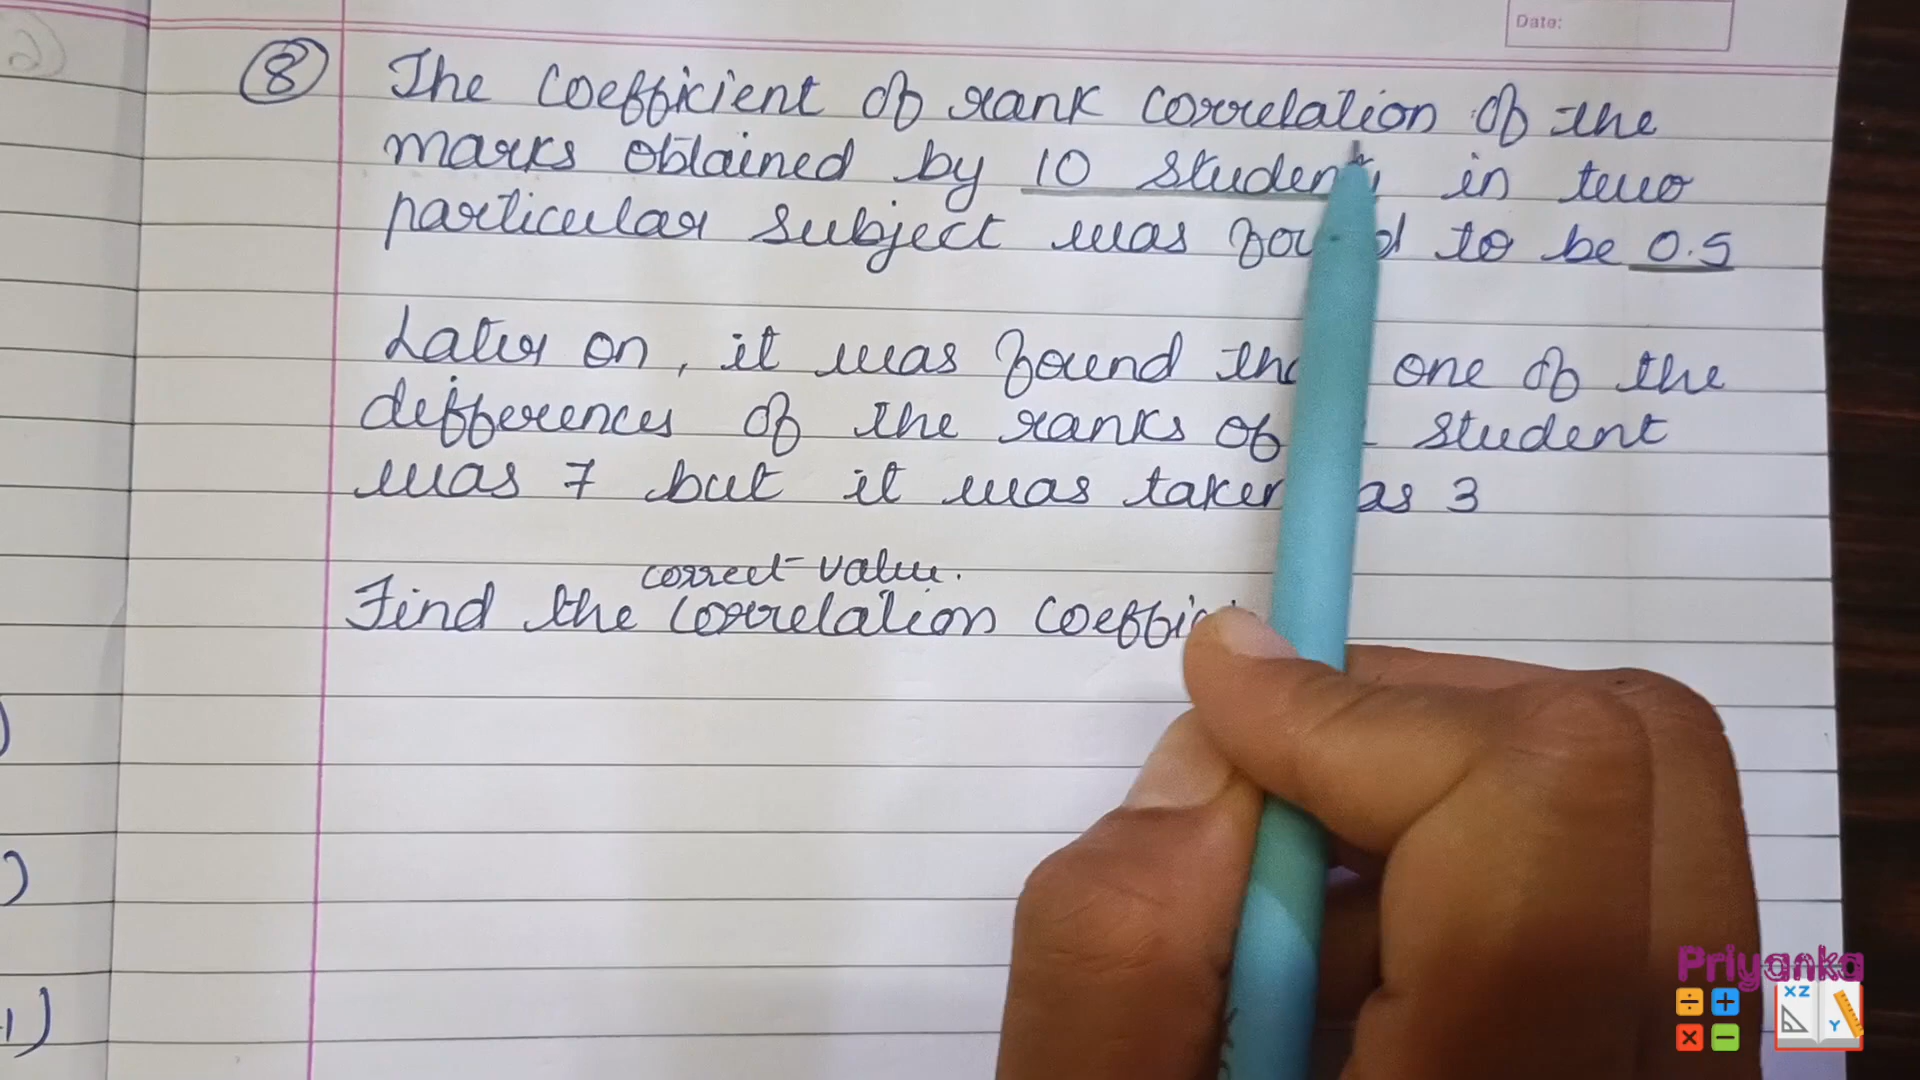 Date:
8 The coefficient of rank correlation of the
marks obtained by 10 students in two
particular subject was found to be 0.5
Later on, it was found one of the
differences of the ranks of student
was 7 but it was taken as 3
correct value.
Find the correlation
Priyanka
XZ
Y